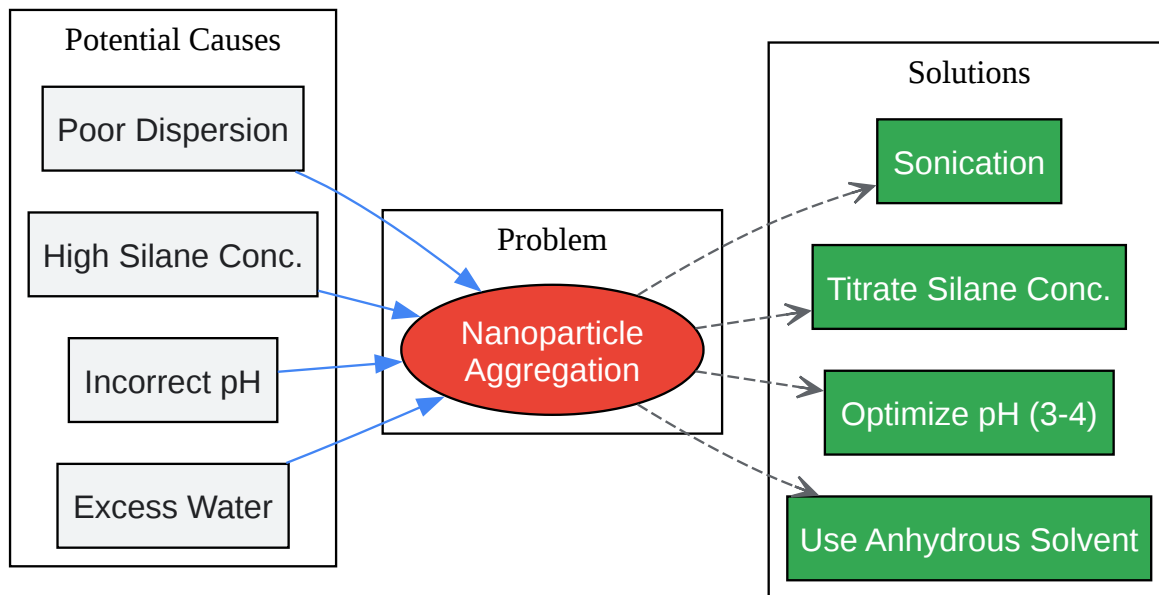 Potential Causes
Poor Dispersion
High Silane Conc.
Incorrect pH
Excess Water
Problem
Nanoparticle
Aggregation
Solutions
Sonication
Titrate Silane Conc.
Optimize pH (3-4)
Use Anhydrous Solvent